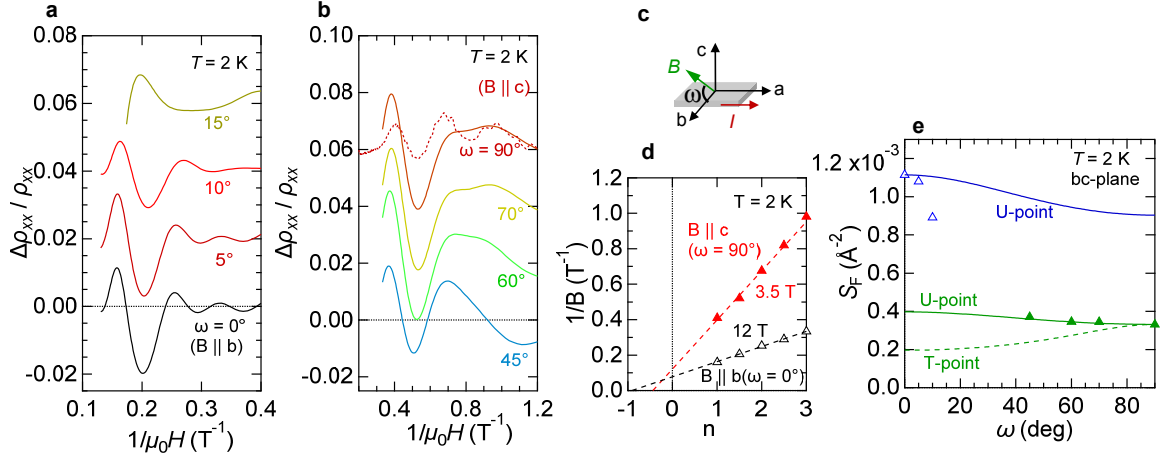 a
T = 2 K
15°
10°
5°
ω = 0°
(B || b)
0.08
0.06
0.04
0.02
0.00
-0.02
Δρxx / ρxx
0.1
0.2
0.3
0.4
1/μ0H (T-1)
b
T = 2 K
(B || c)
ω = 90°
70°
60°
45°
0.10
0.08
0.06
0.04
0.02
0.00
-0.02
Δρxx / ρxx
0.4
0.8
1.2
1/μ0H (T-1)
c
c
B
ω
a
b
I
d
T = 2 K
B || c
(ω = 90°)
3.5 T
12 T
B || b(ω = 0°)
1.2
1.0
0.8
0.6
0.4
0.2
0.0
1/B (T-1)
-1
0
1
2
3
n
e
1.2 x10-3
T = 2 K
bc-plane
U-point
U-point
T-point
1.0
0.8
0.6
0.4
0.2
0.0
SF (Å-2)
0
20
40
60
80
ω (deg)